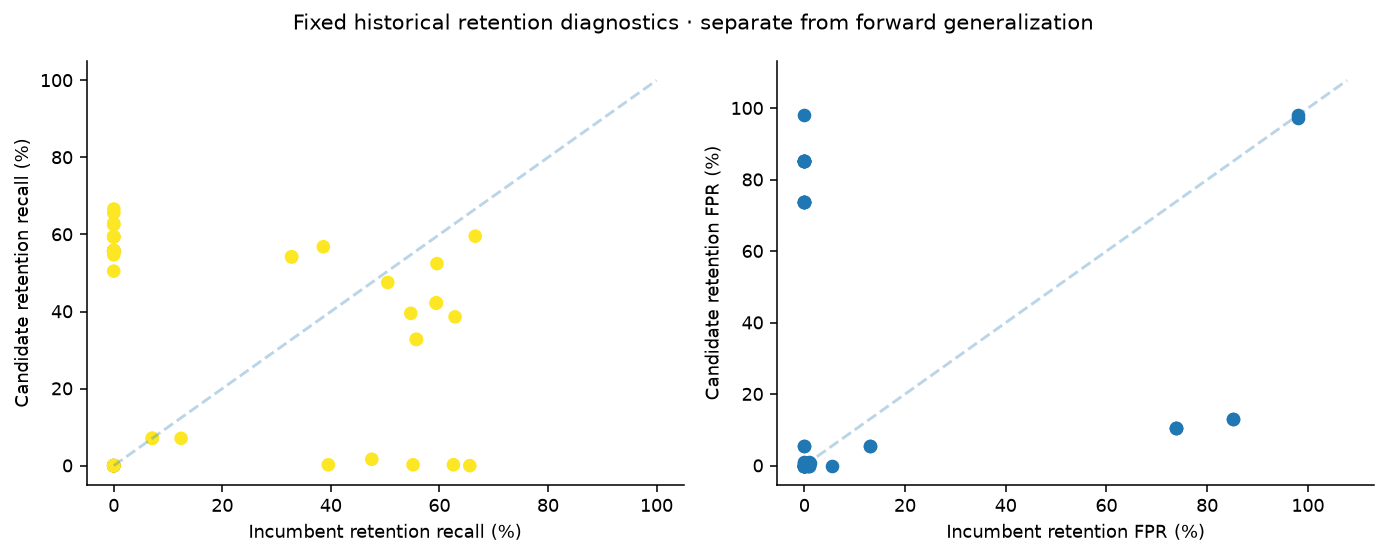 Fixed historical retention diagnostics · separate from forward generalization
Candidate retention recall (%)
100
80
60
40
20
0
0 20 40 60 80 100
Incumbent retention recall (%)
Candidate retention FPR (%)
100
80
60
40
20
0
0 20 40 60 80 100
Incumbent retention FPR (%)